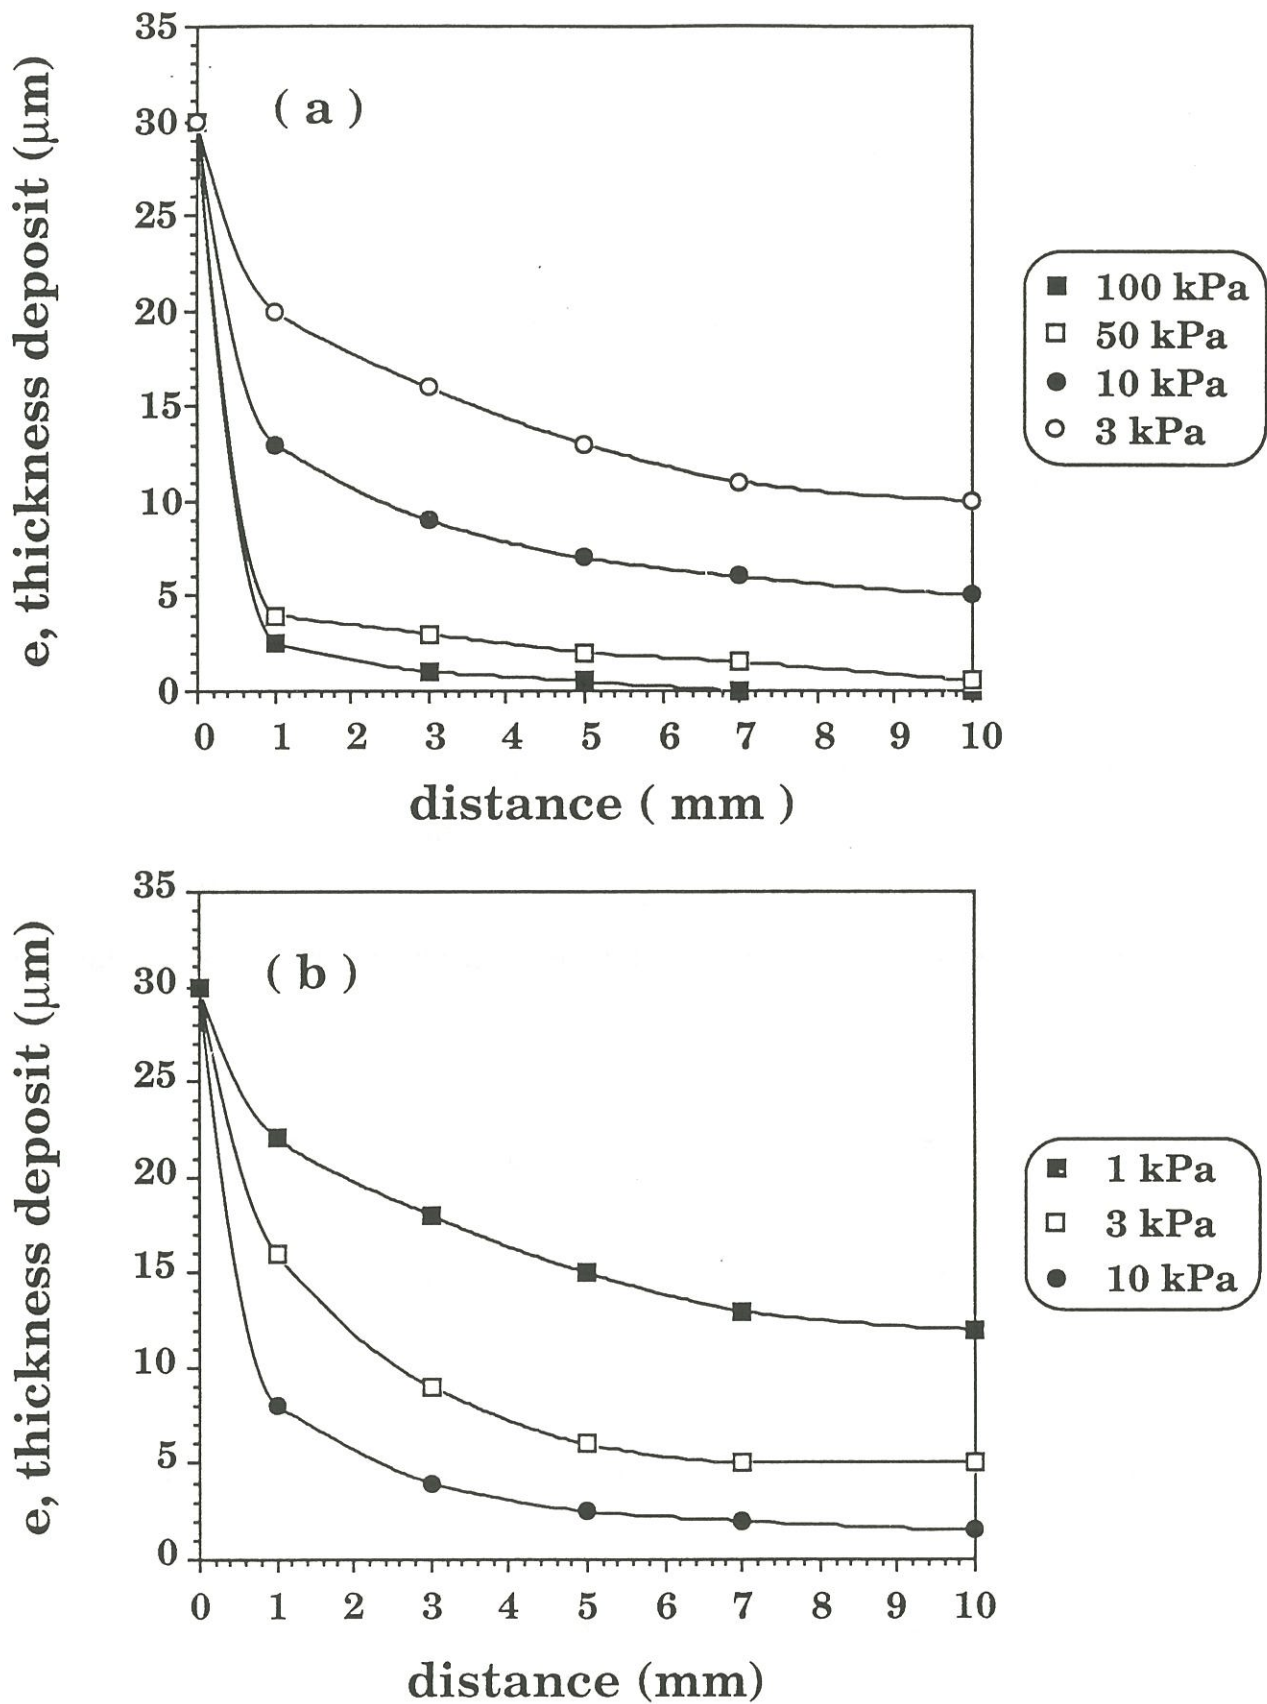 e, thickness deposit (µm)
35
30
25
20
15
10
5
0
( a )
0 1 2 3 4 5 6 7 8 9 10
distance ( mm )
100 kPa
50 kPa
10 kPa
3 kPa
e, thickness deposit (µm)
35
30
25
20
15
10
5
0
( b )
0 1 2 3 4 5 6 7 8 9 10
distance (mm)
1 kPa
3 kPa
10 kPa